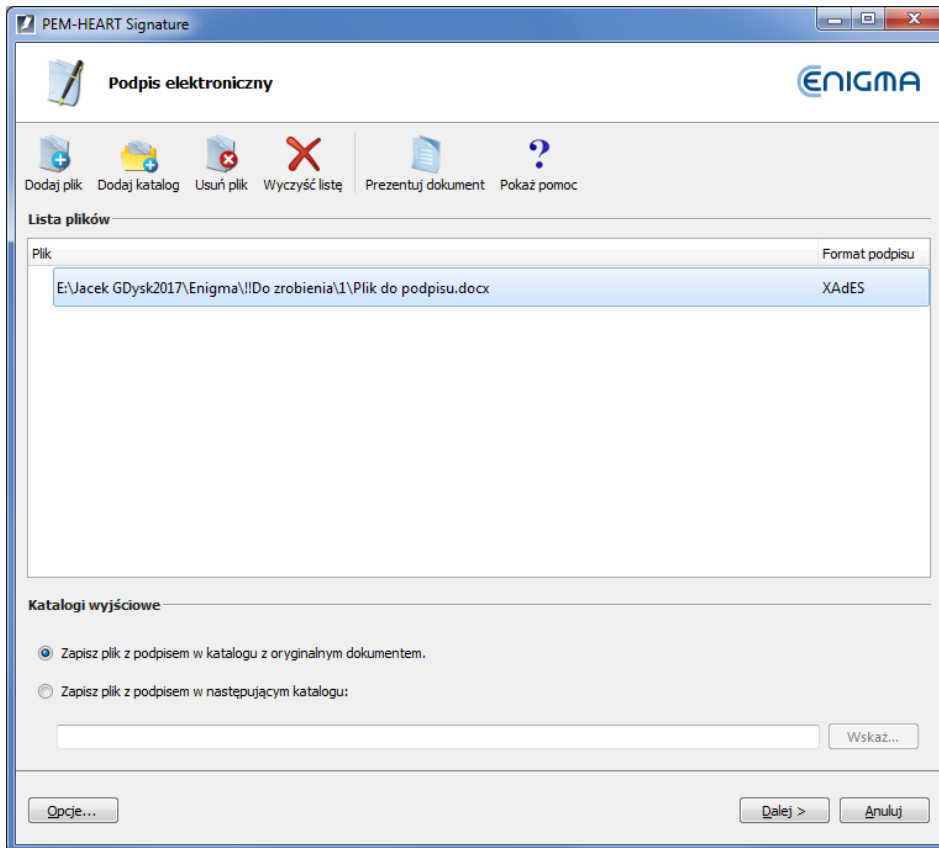 PEM-HEART Signature
Podpis elektroniczny
ENIGMA
Dodaj plik Dodaj katalog Usuń plik Wyczyść listę Prezentuj dokument Pokaż pomoc
Lista plików
Plik Format podpisu
E:\Jacek GDysk2017\Enigma\!!Do zrobienia\1\Plik do podpisu.docx XAdES
Katalogi wyjściowe
Zapisz plik z podpisem w katalogu z oryginalnym dokumentem.
Zapisz plik z podpisem w następującym katalogu:
Wskaż...
Opcje... Dalej > Anuluj